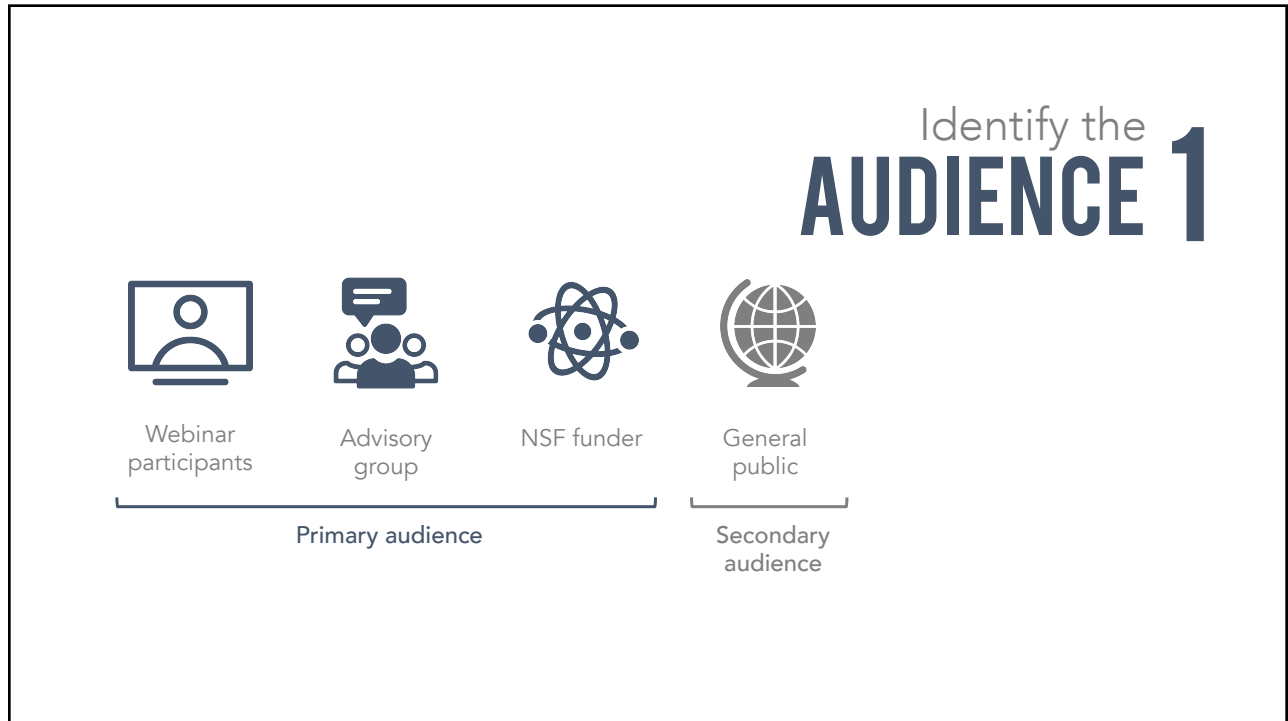 Identify the
AUDIENCE 1
Webinar
participants
Advisory
group
NSF funder
General
public
Primary audience
Secondary
audience